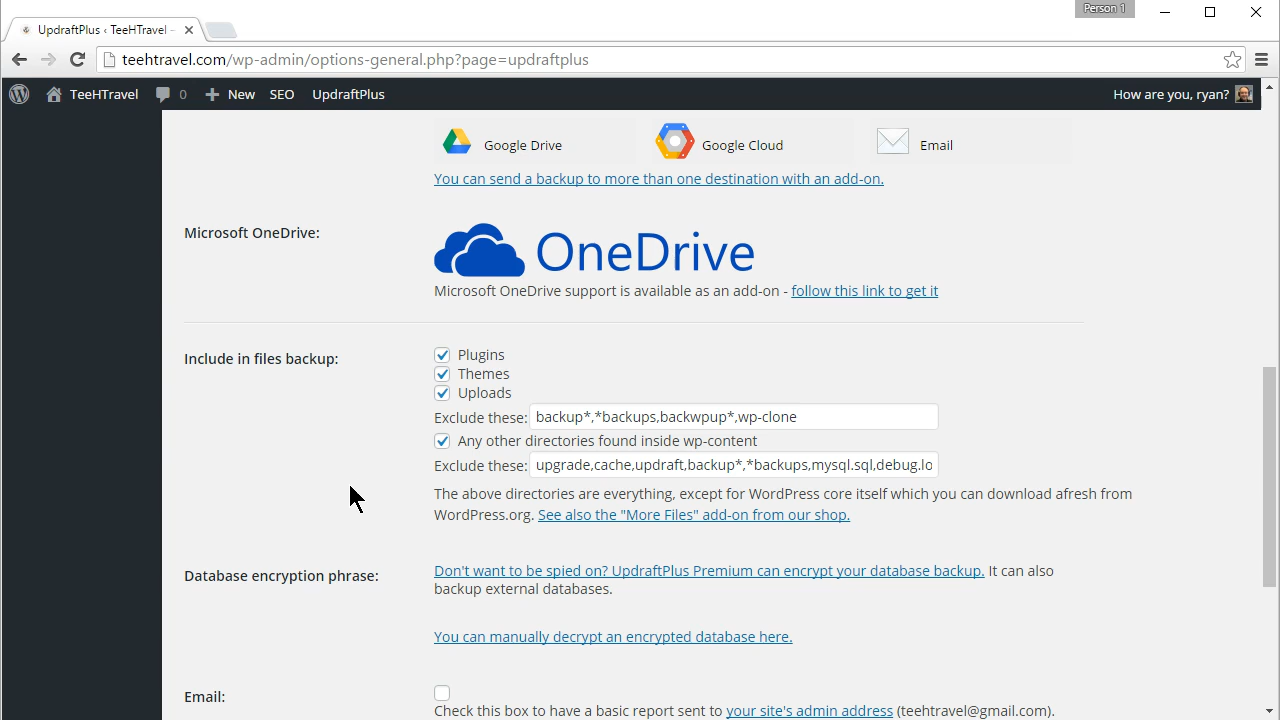 Person 1
UpdraftPlus ‹ TeeHTravel –
teehtravel.com/wp-admin/options-general.php?page=updraftplus
TeeHTravel 0 New SEO UpdraftPlus How are you, ryan?
Google Drive Google Cloud Email
You can send a backup to more than one destination with an add-on.
Microsoft OneDrive: OneDrive
Microsoft OneDrive support is available as an add-on - follow this link to get it
Include in files backup: Plugins
Themes
Uploads
Exclude these: backup*,*backups,backwpup*,wp-clone
Any other directories found inside wp-content
Exclude these: upgrade,cache,updraft,backup*,*backups,mysql.sql,debug.lo
The above directories are everything, except for WordPress core itself which you can download afresh from
WordPress.org. See also the "More Files" add-on from our shop.
Database encryption phrase: Don't want to be spied on? UpdraftPlus Premium can encrypt your database backup. It can also
backup external databases.
You can manually decrypt an encrypted database here.
Email:
Check this box to have a basic report sent to your site's admin address (teehtravel@gmail.com).